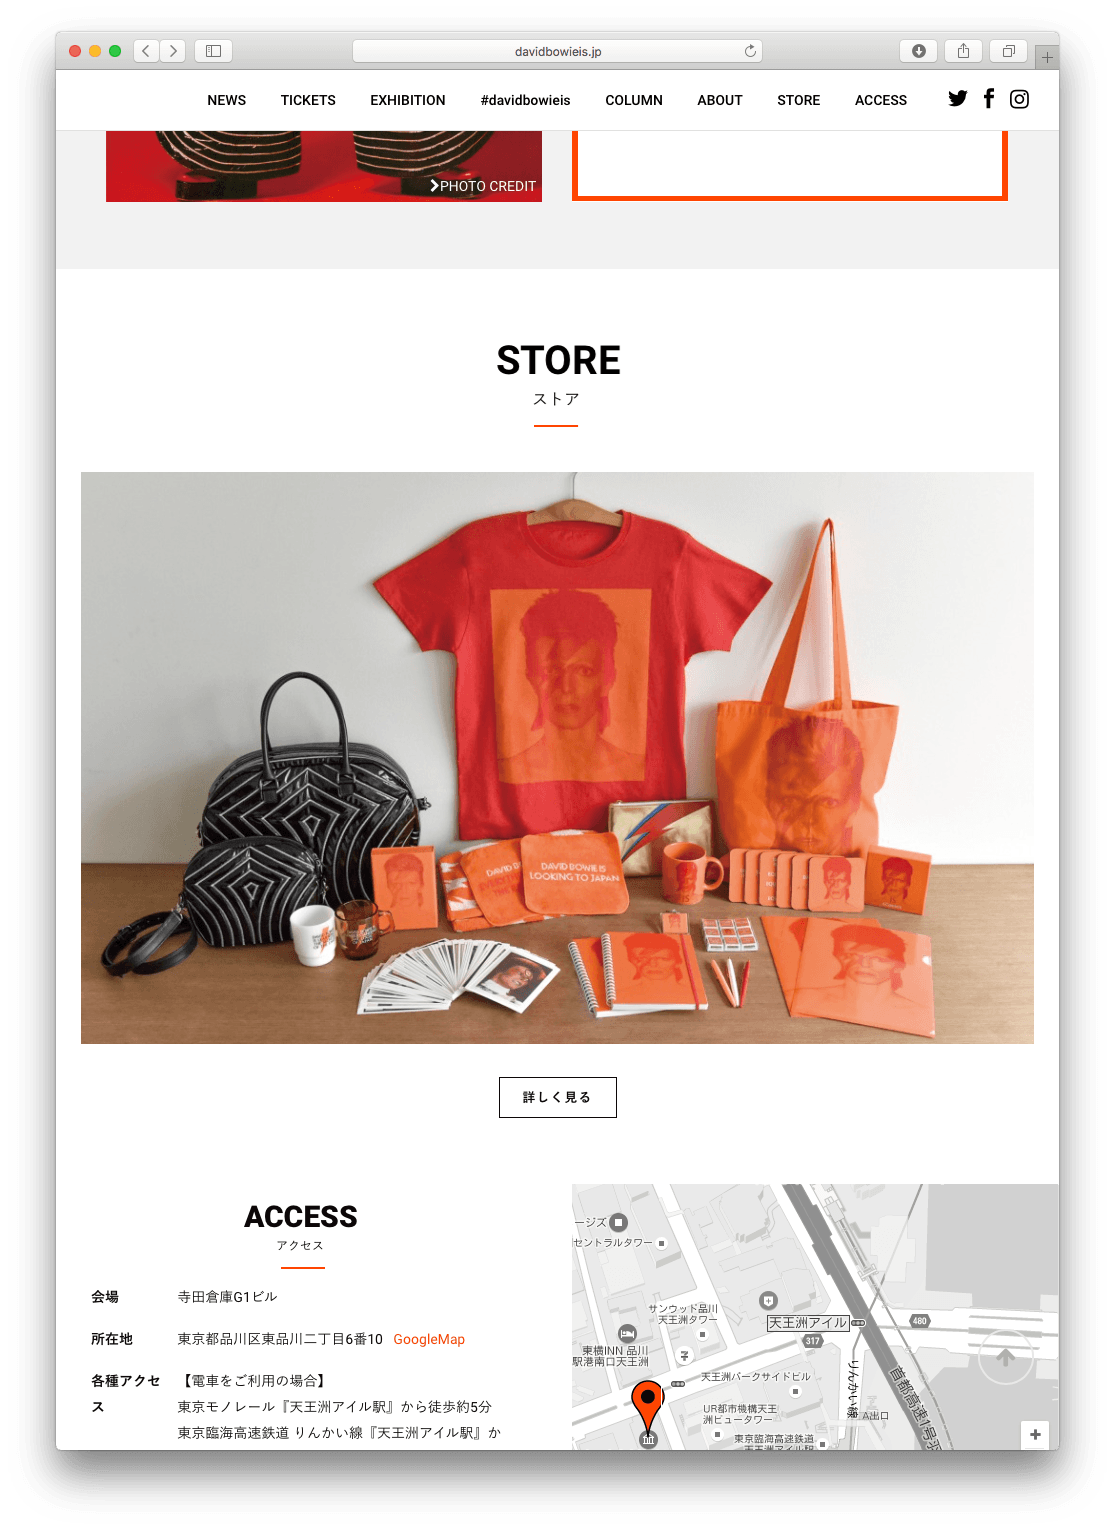 davidbowieis.jp
NEWS TICKETS EXHIBITION #davidbowieis COLUMN ABOUT STORE ACCESS
PHOTO CREDIT
STORE
ストア
DAVID BOWIE IS
LOOKING TO JAPAN
詳しく見る
ACCESS
アクセス
会場 寺田倉庫G1ビル
所在地 東京都品川区東品川二丁目6番10 GoogleMap
各種アクセス 【電車をご利用の場合】
東京モノレール『天王洲アイル駅』から徒歩約5分
東京臨海高速鉄道 りんかい線『天王洲アイル駅』か
ージズ
セントラルタワー
サンウッド品川
天王洲タワー
天王洲アイル
480
317
東横INN 品川
駅港南口天王洲
天王洲パークサイドビル
りんかい線
首都高速1号羽
UR都市機構天王
洲ビュータワー
A出口
東京臨海高速鉄道
天王洲アイル駅